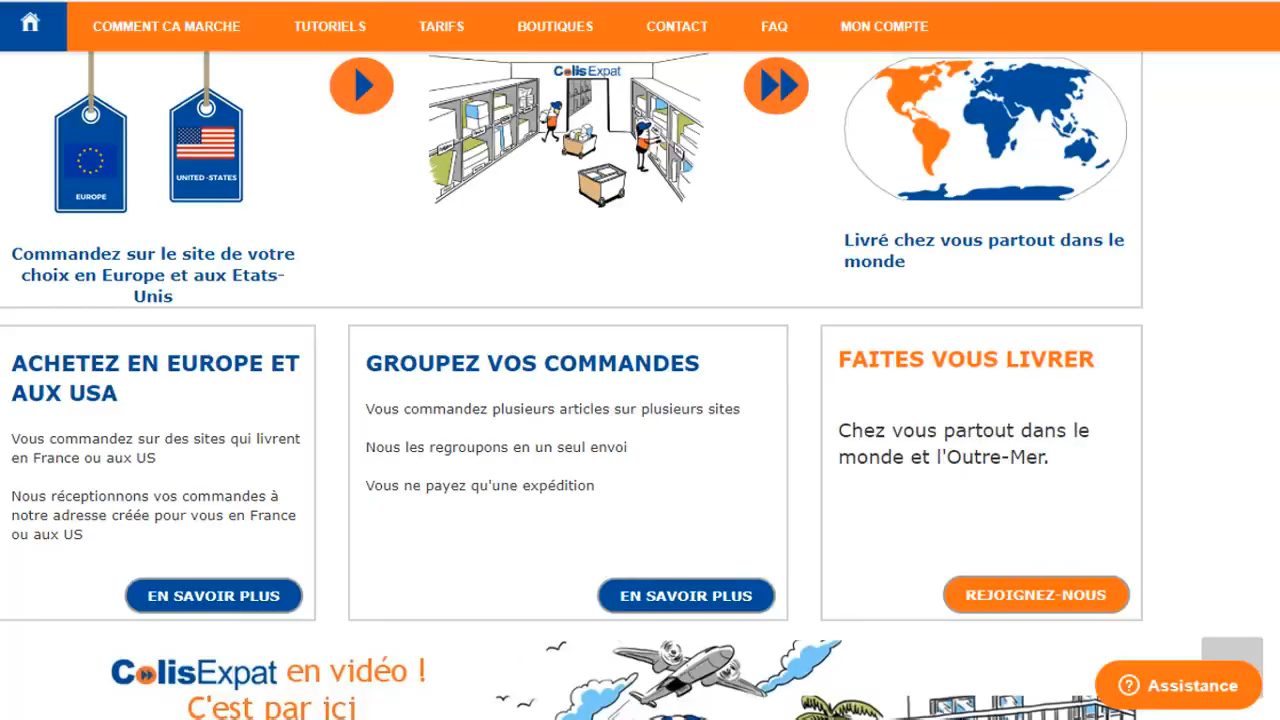 COMMENT CA MARCHE
TUTORIELS
TARIFS
BOUTIQUES
CONTACT
FAQ
MON COMPTE
EUROPE
UNITED-STATES
ColisExpat
Commandez sur le site de votre
choix en Europe et aux Etats-
Unis
Livré chez vous partout dans le
monde
ACHETEZ EN EUROPE ET
AUX USA
Vous commandez sur des sites qui livrent
en France ou aux US
Nous réceptionnons vos commandes à
notre adresse créée pour vous en France
ou aux US
EN SAVOIR PLUS
GROUPEZ VOS COMMANDES
Vous commandez plusieurs articles sur plusieurs sites
Nous les regroupons en un seul envoi
Vous ne payez qu'une expédition
EN SAVOIR PLUS
FAITES VOUS LIVRER
Chez vous partout dans le
monde et l'Outre-Mer.
REJOIGNEZ-NOUS
ColisExpat en vidéo !
C'est par ici
Assistance